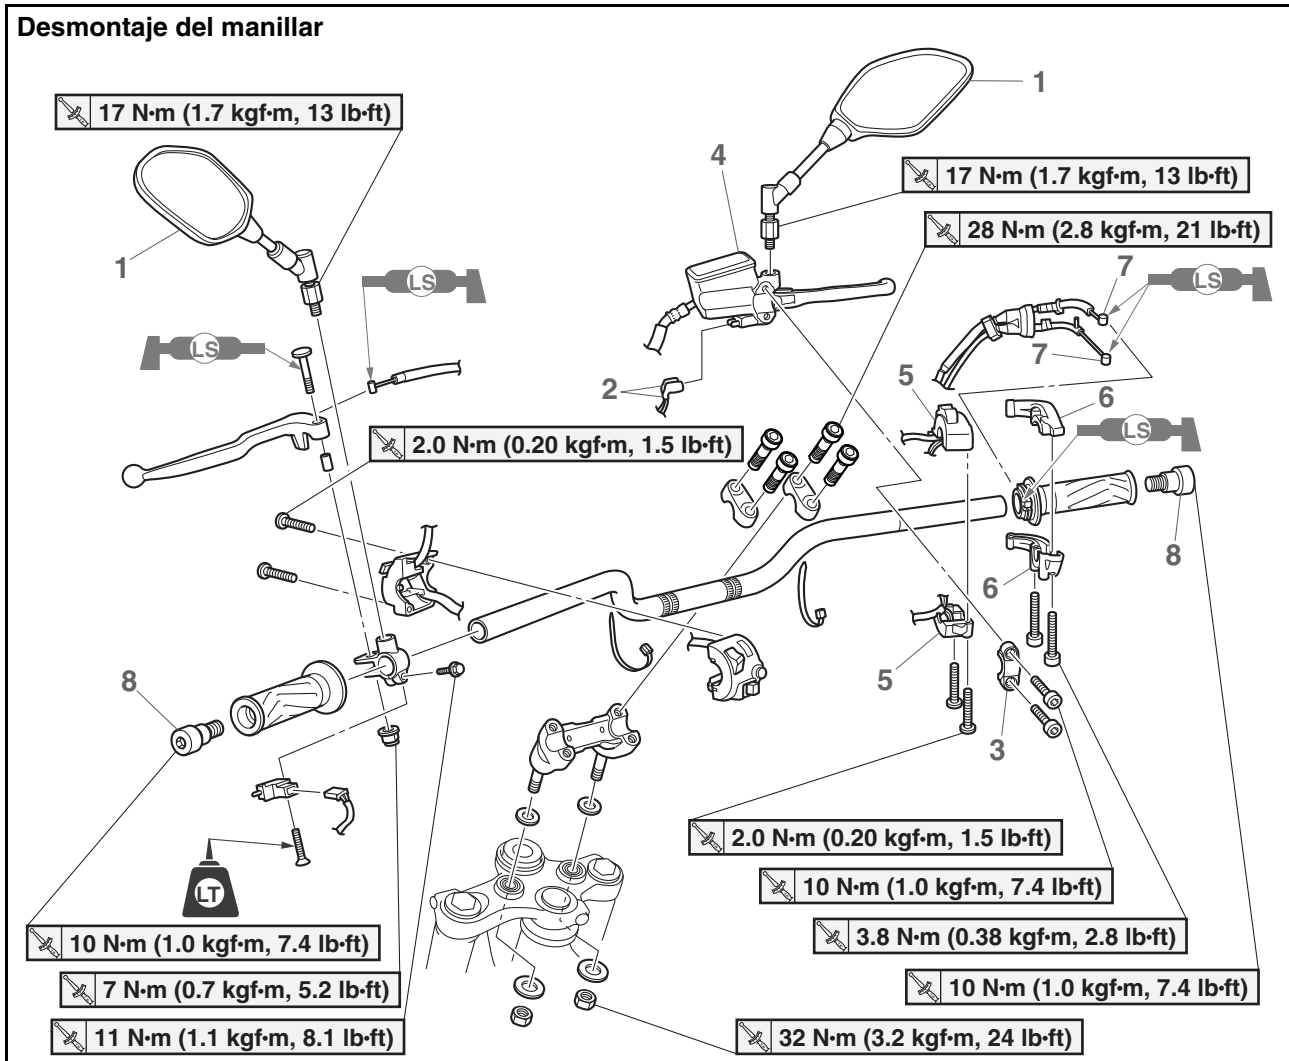 Desmontaje del manillar
17 N·m (1.7 kgf·m, 13 lb·ft)
1
4
17 N·m (1.7 kgf·m, 13 lb·ft)
28 N·m (2.8 kgf·m, 21 lb·ft)
1
LS
7
LS
LS
7
2
5
6
LS
2.0 N·m (0.20 kgf·m, 1.5 lb·ft)
8
6
5
8
3
2.0 N·m (0.20 kgf·m, 1.5 lb·ft)
10 N·m (1.0 kgf·m, 7.4 lb·ft)
LT
10 N·m (1.0 kgf·m, 7.4 lb·ft)
3.8 N·m (0.38 kgf·m, 2.8 lb·ft)
7 N·m (0.7 kgf·m, 5.2 lb·ft)
10 N·m (1.0 kgf·m, 7.4 lb·ft)
11 N·m (1.1 kgf·m, 8.1 lb·ft)
32 N·m (3.2 kgf·m, 24 lb·ft)